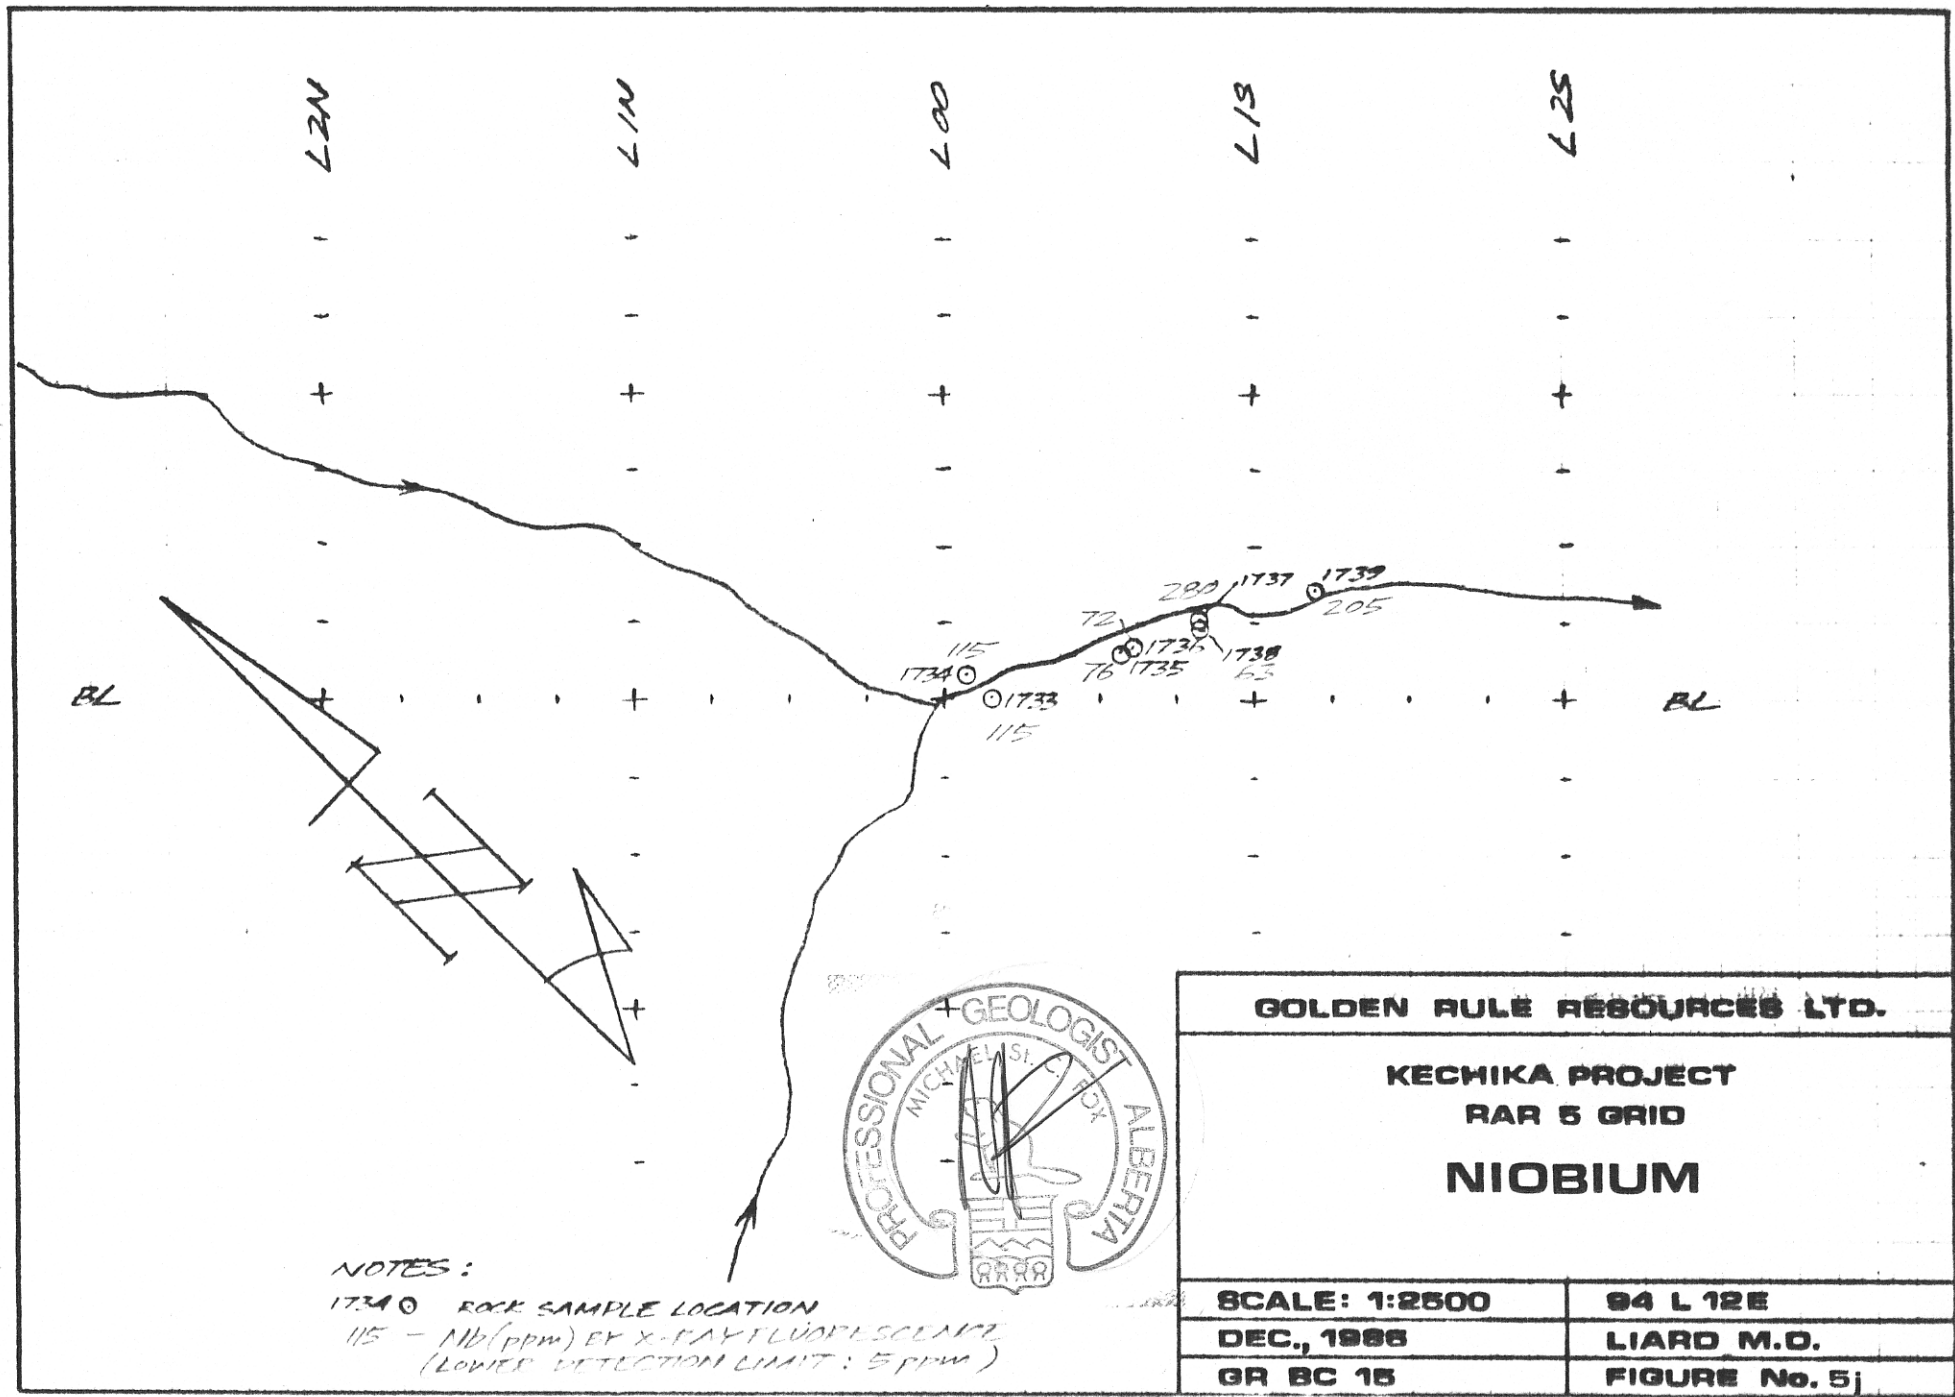 L2N
L1N
L00
L1S
L2S
280
1737
1739
205
72
1736
1738
63
76
1735
115
1734
1733
115
BL
BL
PROFESSIONAL GEOLOGIST ALBERTA
MICHAEL St. C. FOX
GOLDEN RULE RESOURCES LTD.
KECHIKA PROJECT
RAR 5 GRID
NIOBIUM
SCALE: 1:2500
94 L 12E
DEC., 1986
LIARD M.D.
GR BC 15
FIGURE No. 5j
NOTES:
1734 ROCK SAMPLE LOCATION
115 - Nb (ppm) BY X-RAY FLUORESCENCE
(LOWER DETECTION LIMIT: 5 ppm)